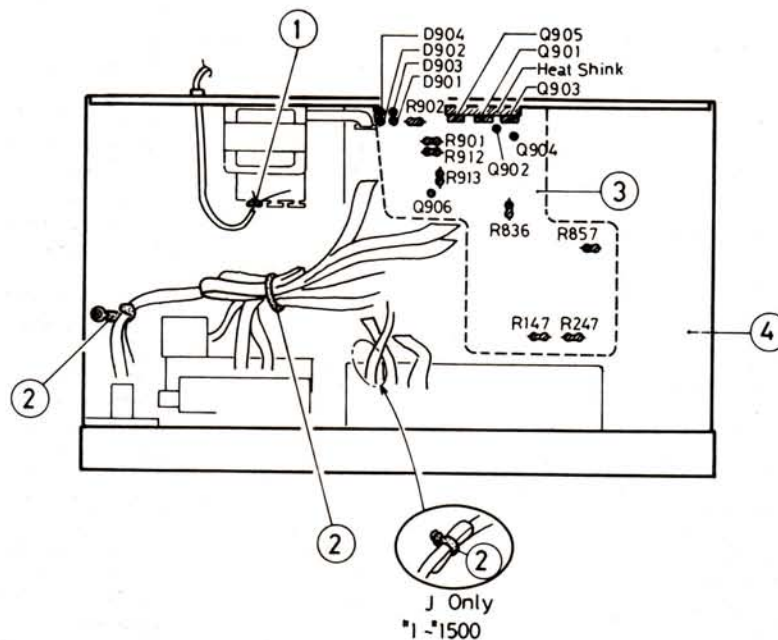 1
D904
D902
D903
D901
R902
Q905
Q901
Heat Shink
Q903
R901
R912
R913
Q906
Q902
Q904
R836
R857
3
R147
R247
4
2
2
2
J Only
"1 ~"1500